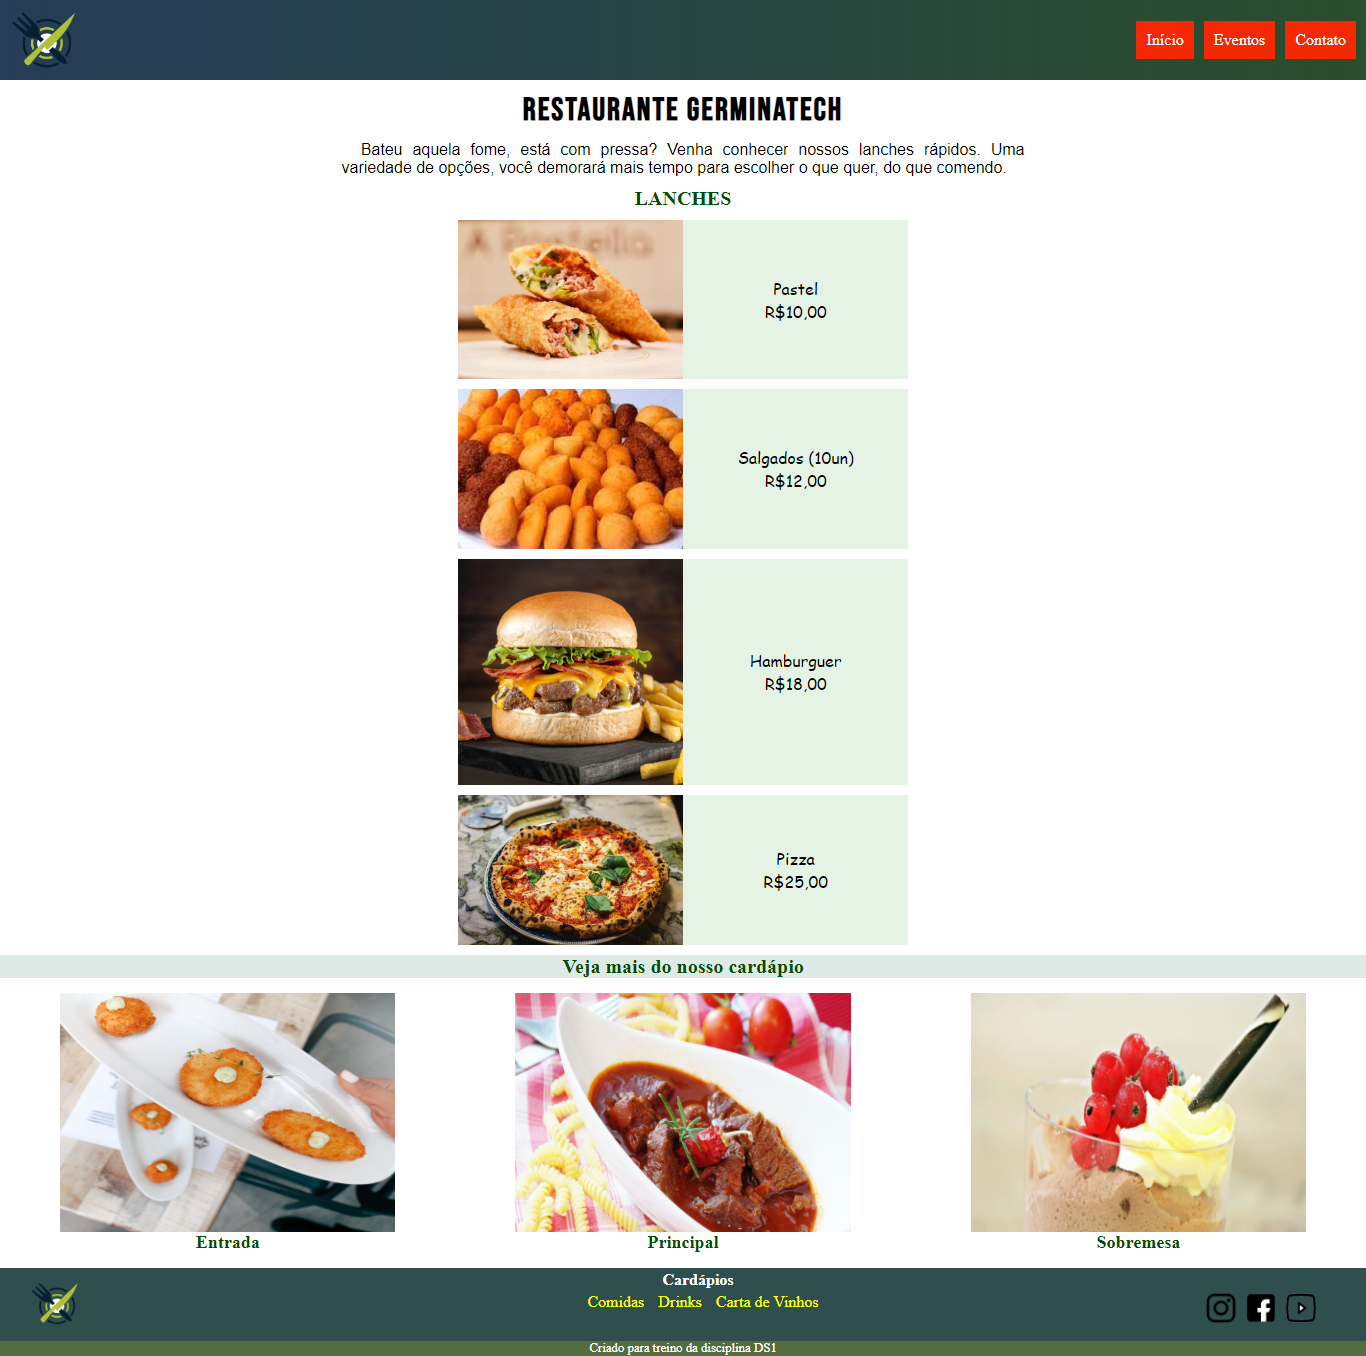 Início Eventos Contato
RESTAURANTE GERMINATECH
Bateu aquela fome, está com pressa? Venha conhecer nossos lanches rápidos. Uma
variedade de opções, você demorará mais tempo para escolher o que quer, do que comendo.
LANCHES
Pastel
R$10,00
Salgados (10un)
R$12,00
Hamburguer
R$18,00
Pizza
R$25,00
Veja mais do nosso cardápio
Entrada
Principal
Sobremesa
Cardápios
Comidas Drinks Carta de Vinhos
Criado para treino da disciplina DS1